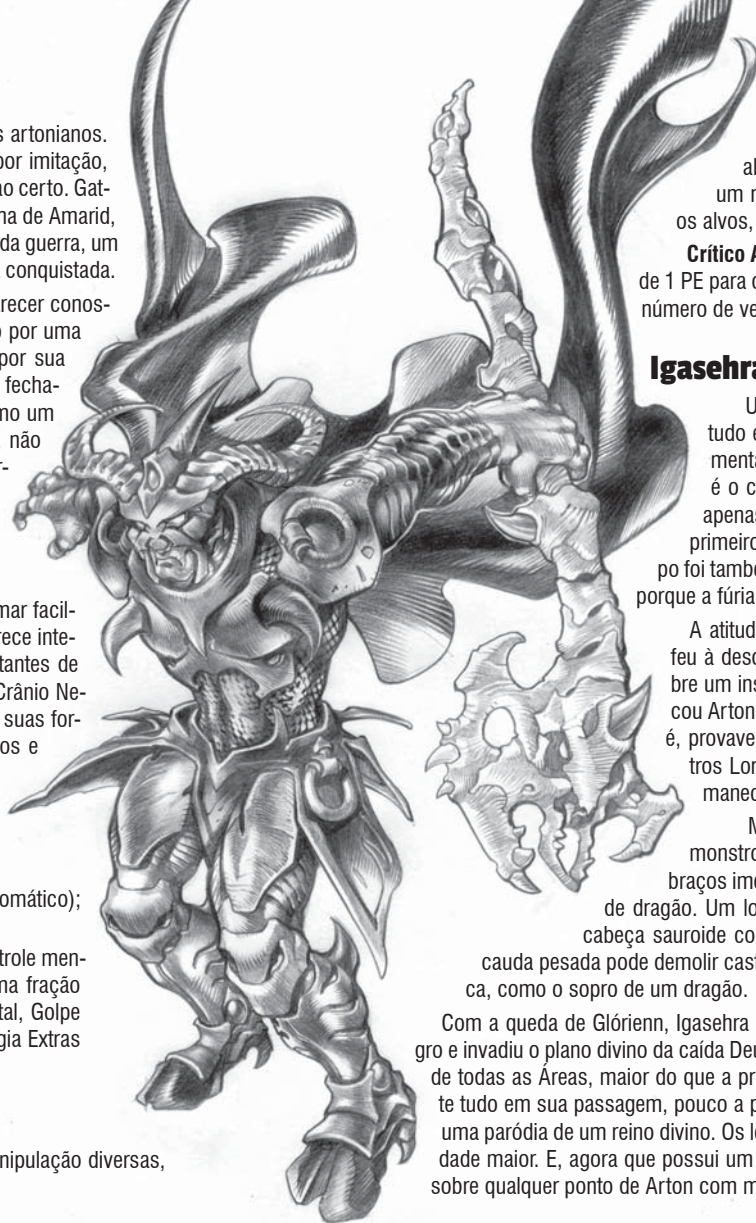 s artonianos.
por imitação,
ao certo. Gat-
na de Amarid,
da guerra, um
conquistada.
recer conos-
o por uma
por sua
fecha-
mo um
não
r-
mar facil-
rece inte-
tantes de
Crânio Ne-
suas for-
os e
omático);
trole men-
na fração
tal, Golpe
gia Extras
nipulação diversas,
al
um r
os alvos,
Crítico A
de 1 PE para c
número de ve
Igasehra
U
tudo e
menta
é o c
apenas
primeiro
po foi també
porque a fúria
A atitud
feu à desc
bre um ins
cou Arton
é, provave
tros Lor
manec
M
monstro
braços imo
de dragão. Um lo
cabeça sauroide co
cauda pesada pode demolir cast
ca, como o sopro de um dragão.
Com a queda de Glórienn, Igasehra
gro e invadiu o plano divino da caída Deu
de todas as Áreas, maior do que a pr
te tudo em sua passagem, pouco a p
uma paródia de um reino divino. Os lo
dade maior. E, agora que possui um
sobre qualquer ponto de Arton com m